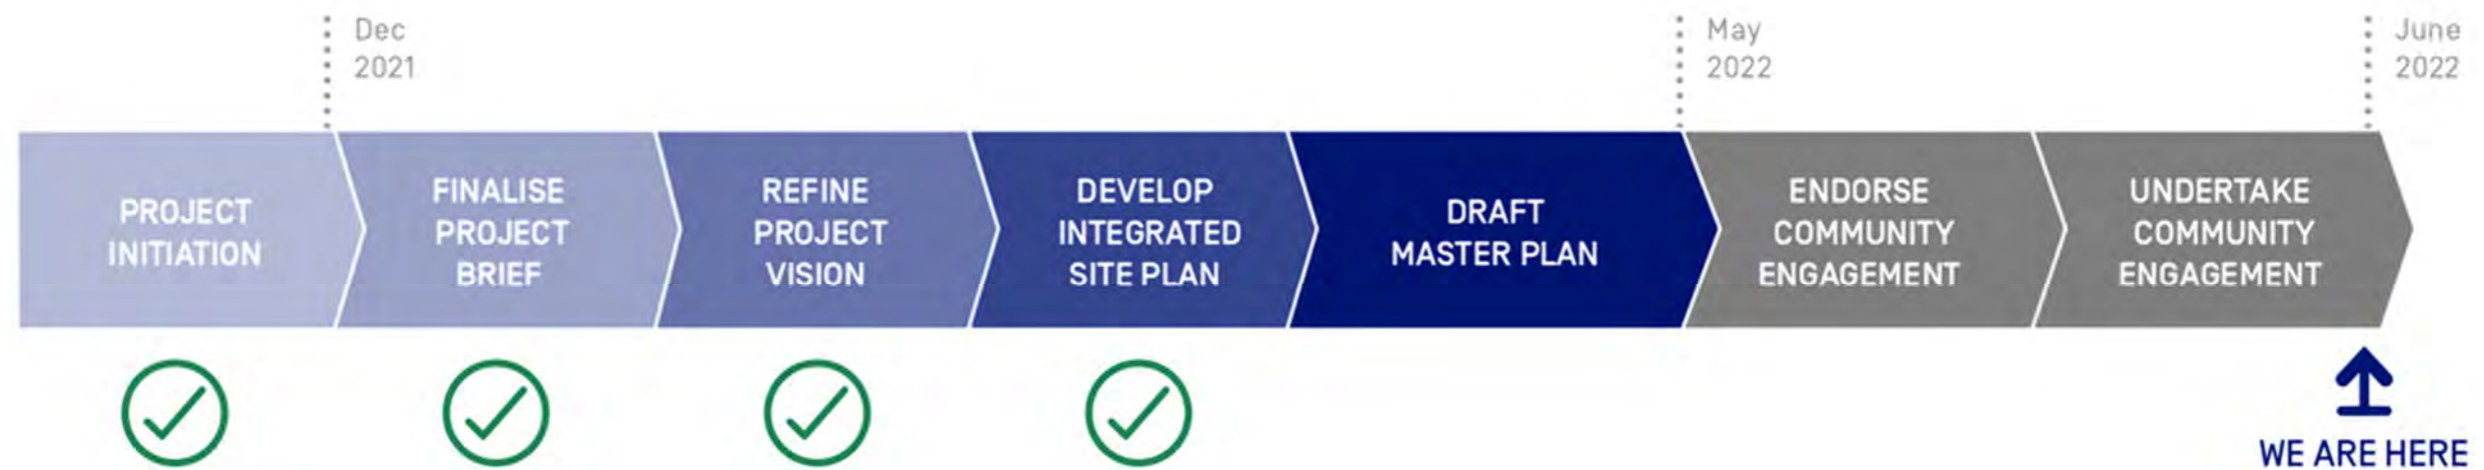 Dec
2021
May
2022
June
2022
PROJECT
INITIATION
FINALISE
PROJECT
BRIEF
REFINE
PROJECT
VISION
DEVELOP
INTEGRATED
SITE PLAN
DRAFT
MASTER PLAN
ENDORSE
COMMUNITY
ENGAGEMENT
UNDERTAKE
COMMUNITY
ENGAGEMENT
WE ARE HERE